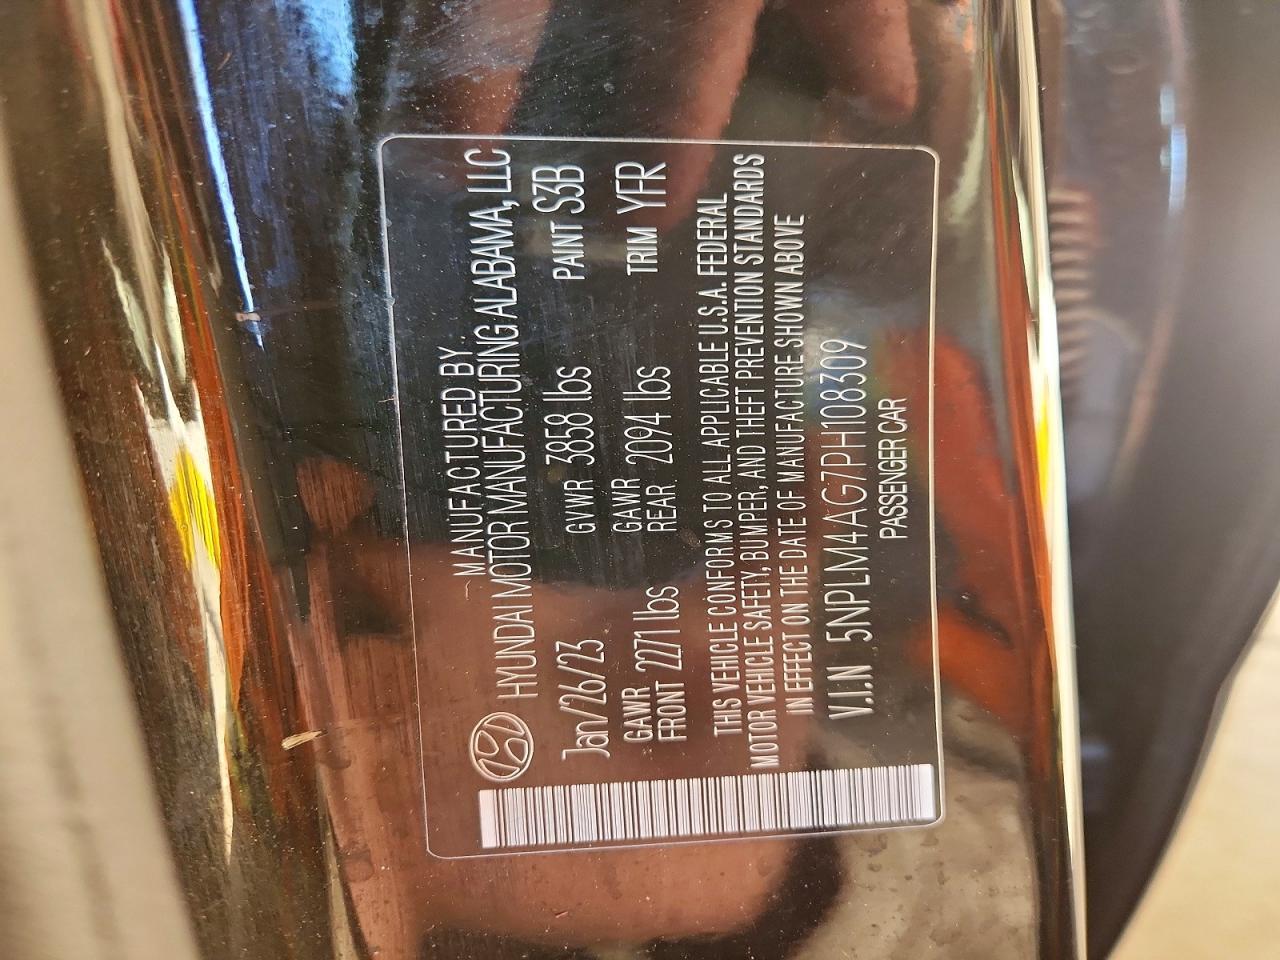 MANUFACTURED BY
HYUNDAI MOTOR MANUFACTURING ALABAMA, LLC
Jan/26/23 GVWR 3858 lbs PAINT S3B
GAWR FRONT 2271 lbs GAWR REAR 2094 lbs TRIM YFR
THIS VEHICLE CONFORMS TO ALL APPLICABLE U.S.A. FEDERAL
MOTOR VEHICLE SAFETY, BUMPER, AND THEFT PREVENTION STANDARDS
IN EFFECT ON THE DATE OF MANUFACTURE SHOWN ABOVE
V.I.N 5NPLM4AG7PH108309
PASSENGER CAR